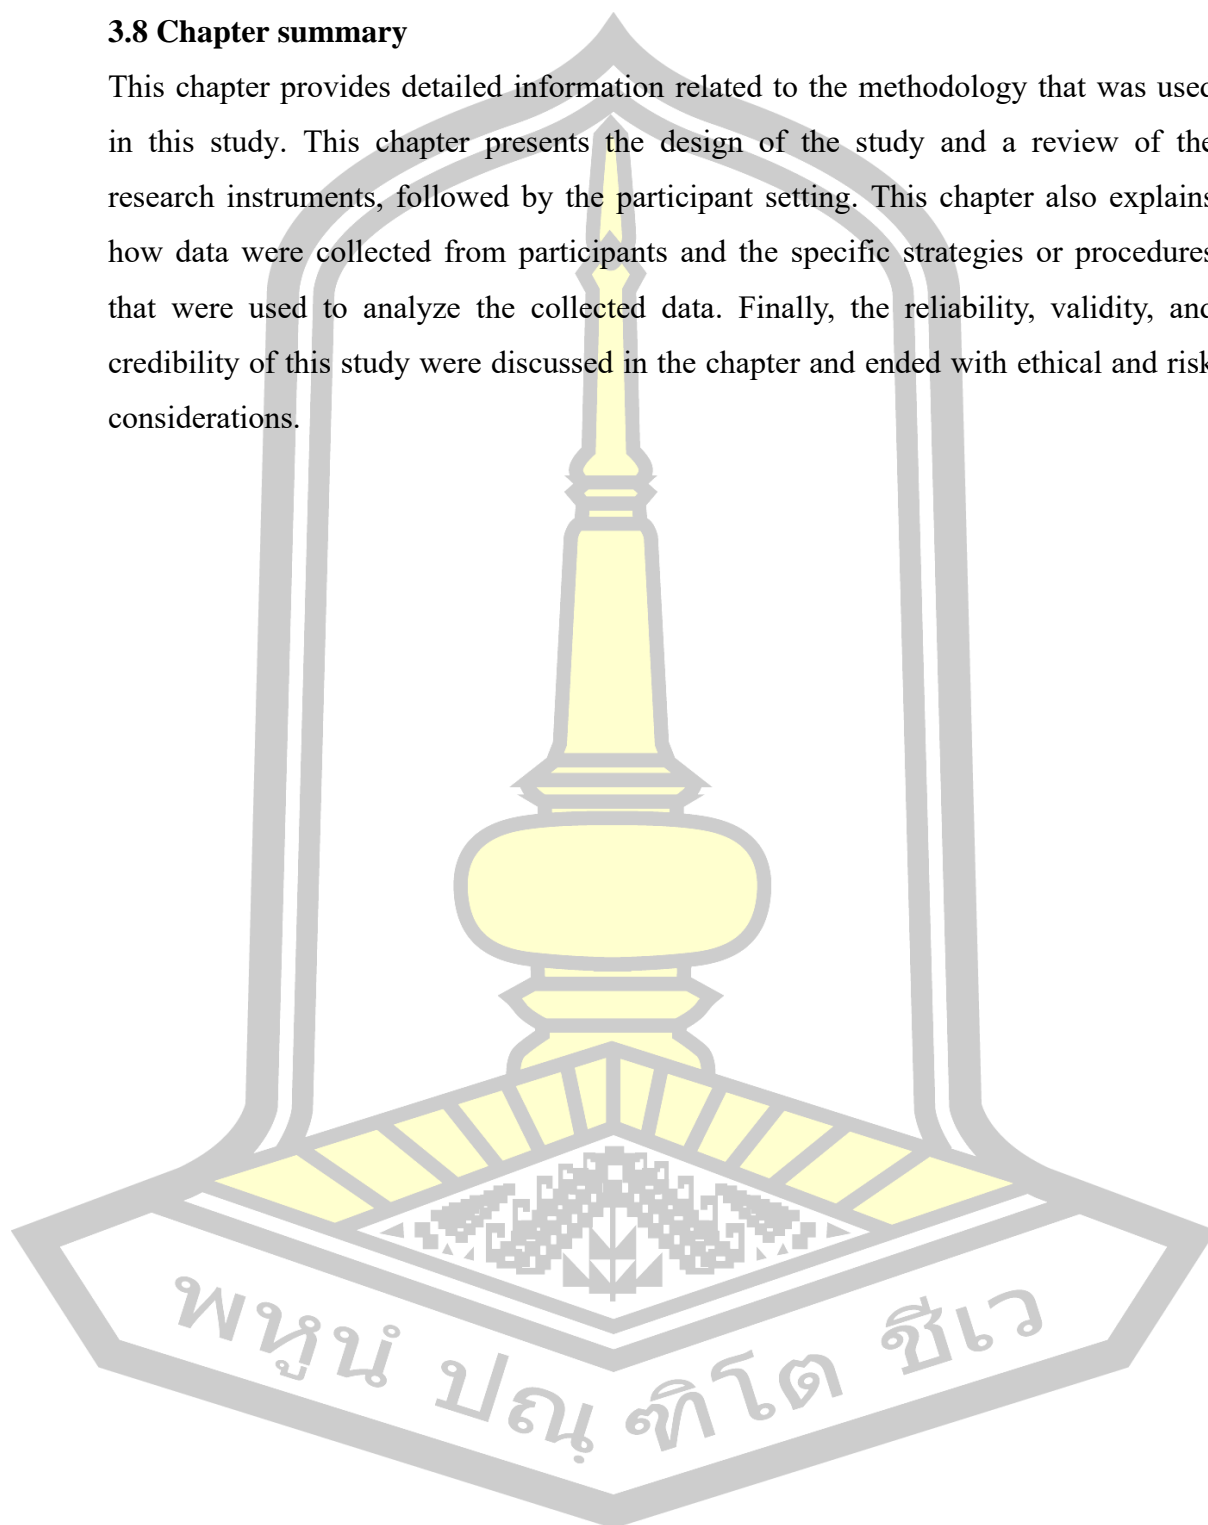 3.8 Chapter summary
This chapter provides detailed information related to the methodology that was used
in this study. This chapter presents the design of the study and a review of the
research instruments, followed by the participant setting. This chapter also explains
how data were collected from participants and the specific strategies or procedures
that were used to analyze the collected data. Finally, the reliability, validity, and
credibility of this study were discussed in the chapter and ended with ethical and risk
considerations.
พหูนํ ปณฺฑิโต ชีเว